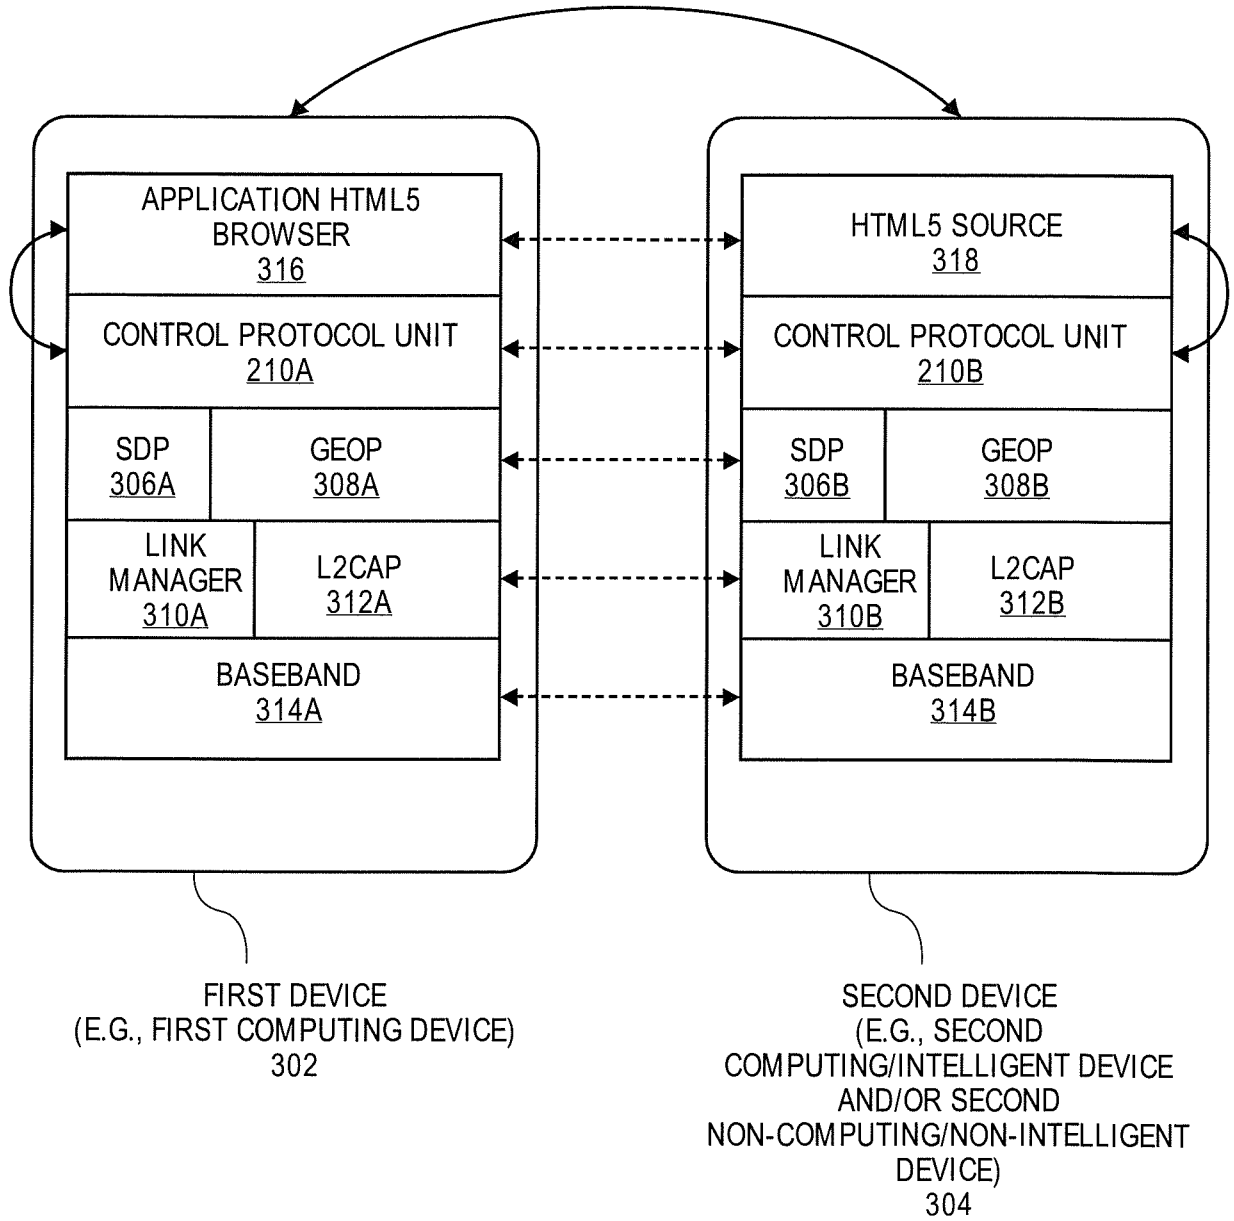 APPLICATION HTML5
BROWSER
316
CONTROL PROTOCOL UNIT
210A
SDP
306A
GEOP
308A
LINK
MANAGER
310A
L2CAP
312A
BASEBAND
314A
HTML5 SOURCE
318
CONTROL PROTOCOL UNIT
210B
SDP
306B
GEOP
308B
LINK
MANAGER
310B
L2CAP
312B
BASEBAND
314B
FIRST DEVICE
(E.G., FIRST COMPUTING DEVICE)
302
SECOND DEVICE
(E.G., SECOND
COMPUTING/INTELLIGENT DEVICE
AND/OR SECOND
NON-COMPUTING/NON-INTELLIGENT
DEVICE)
304